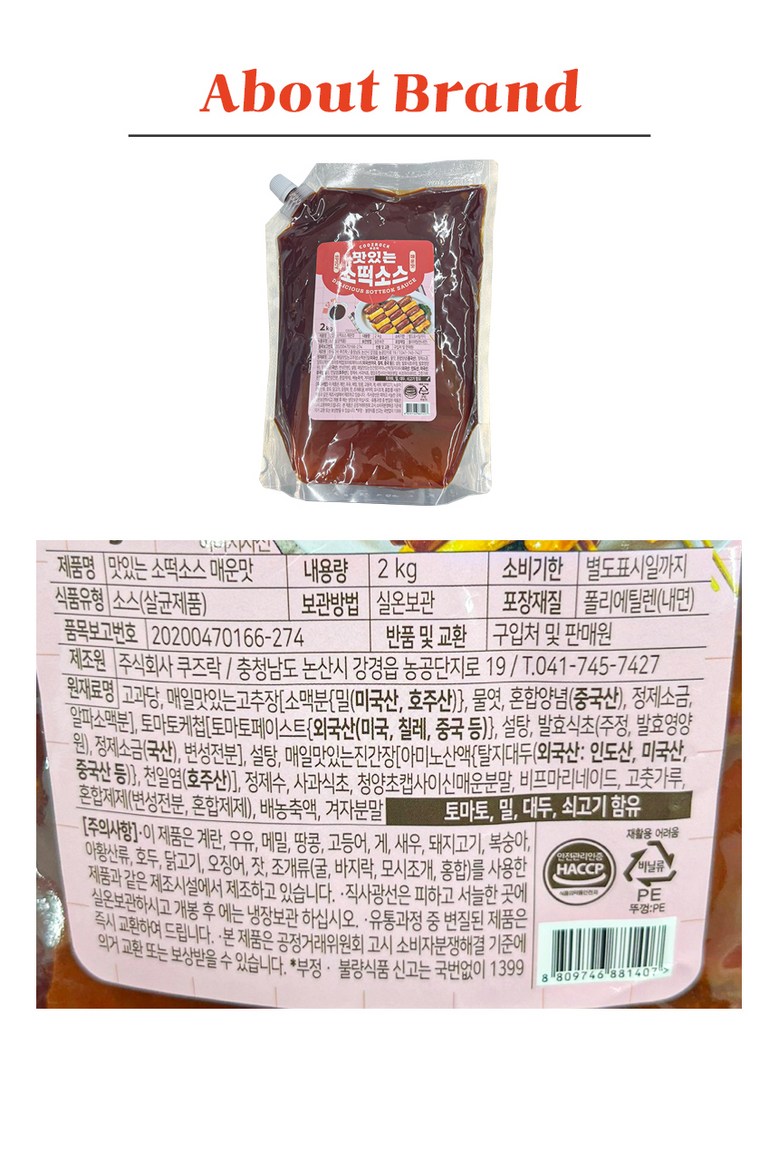 About Brand
COOZROCK
맛있는
소떡소스
DELICIOUS SOTTEOK SAUCE
2kg
제품명 맛있는 소떡소스 매운맛 내용량 2 kg 소비기한 별도표시일까지
식품유형 소스(살균제품) 보관방법 실온보관 포장재질 폴리에틸렌(내면)
품목보고번호 20200470166-274 반품 및 교환 구입처 및 판매원
제조원 주식회사 쿠즈락 / 충청남도 논산시 강경읍 농공단지로 19 / T.041-745-7427
원재료명 고과당, 매일맛있는고추장[소맥분{밀(미국산, 호주산)}, 물엿, 혼합양념(중국산), 정제소금,
알파소맥분], 토마토케첩[토마토페이스트{외국산(미국, 칠레, 중국 등)}, 설탕, 발효식초(주정, 발효영양
원), 정제소금(국산), 변성전분], 설탕, 매일맛있는진간장[아미노산액{탈지대두(외국산: 인도산, 미국산,
중국산 등)}, 천일염(호주산)], 정제수, 사과식초, 청양초캡사이신매운분말, 비프마리네이드, 고춧가루,
혼합제제(변성전분, 혼합제제), 배농축액, 겨자분말 토마토, 밀, 대두, 쇠고기 함유
[주의사항]·이 제품은 계란, 우유, 메밀, 땅콩, 고등어, 게, 새우, 돼지고기, 복숭아,
아황산류, 호두, 닭고기, 오징어, 잣, 조개류(굴, 바지락, 모시조개, 홍합)를 사용한
제품과 같은 제조시설에서 제조하고 있습니다. ·직사광선은 피하고 서늘한 곳에
실온보관하시고 개봉 후 에는 냉장보관 하십시오. ·유통과정 중 변질된 제품은
즉시 교환하여 드립니다. ·본 제품은 공정거래위원회 고시 소비자분쟁해결 기준에
의거 교환 또는 보상받을 수 있습니다. *부정 · 불량식품 신고는 국번없이 1399
안전관리인증
HACCP
식품의약품안전처
재활용 어려움
비닐류
PE
뚜껑:PE
8 809746 881407 >